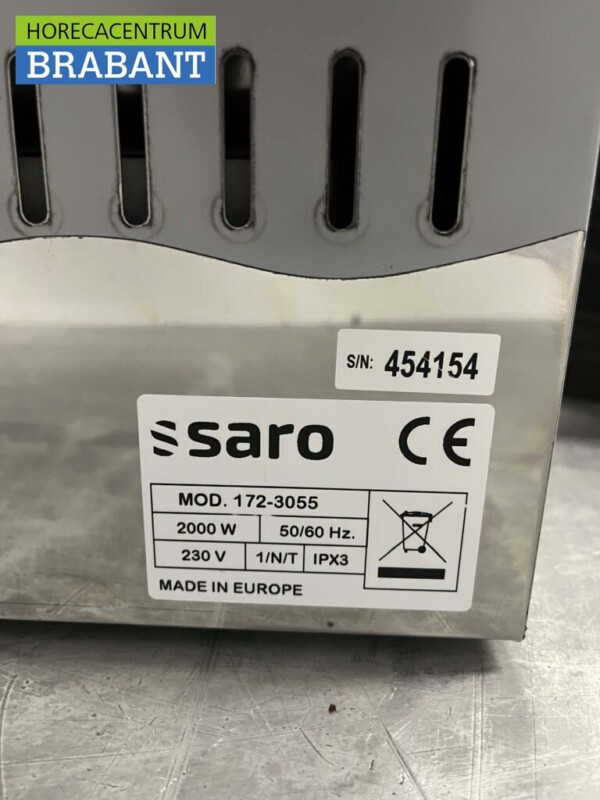 HORECACENTRUM
BRABANT
S/N: 454154
saro CE
MOD. 172-3055
2000 W 50/60 Hz.
230 V 1/N/T IPX3
MADE IN EUROPE